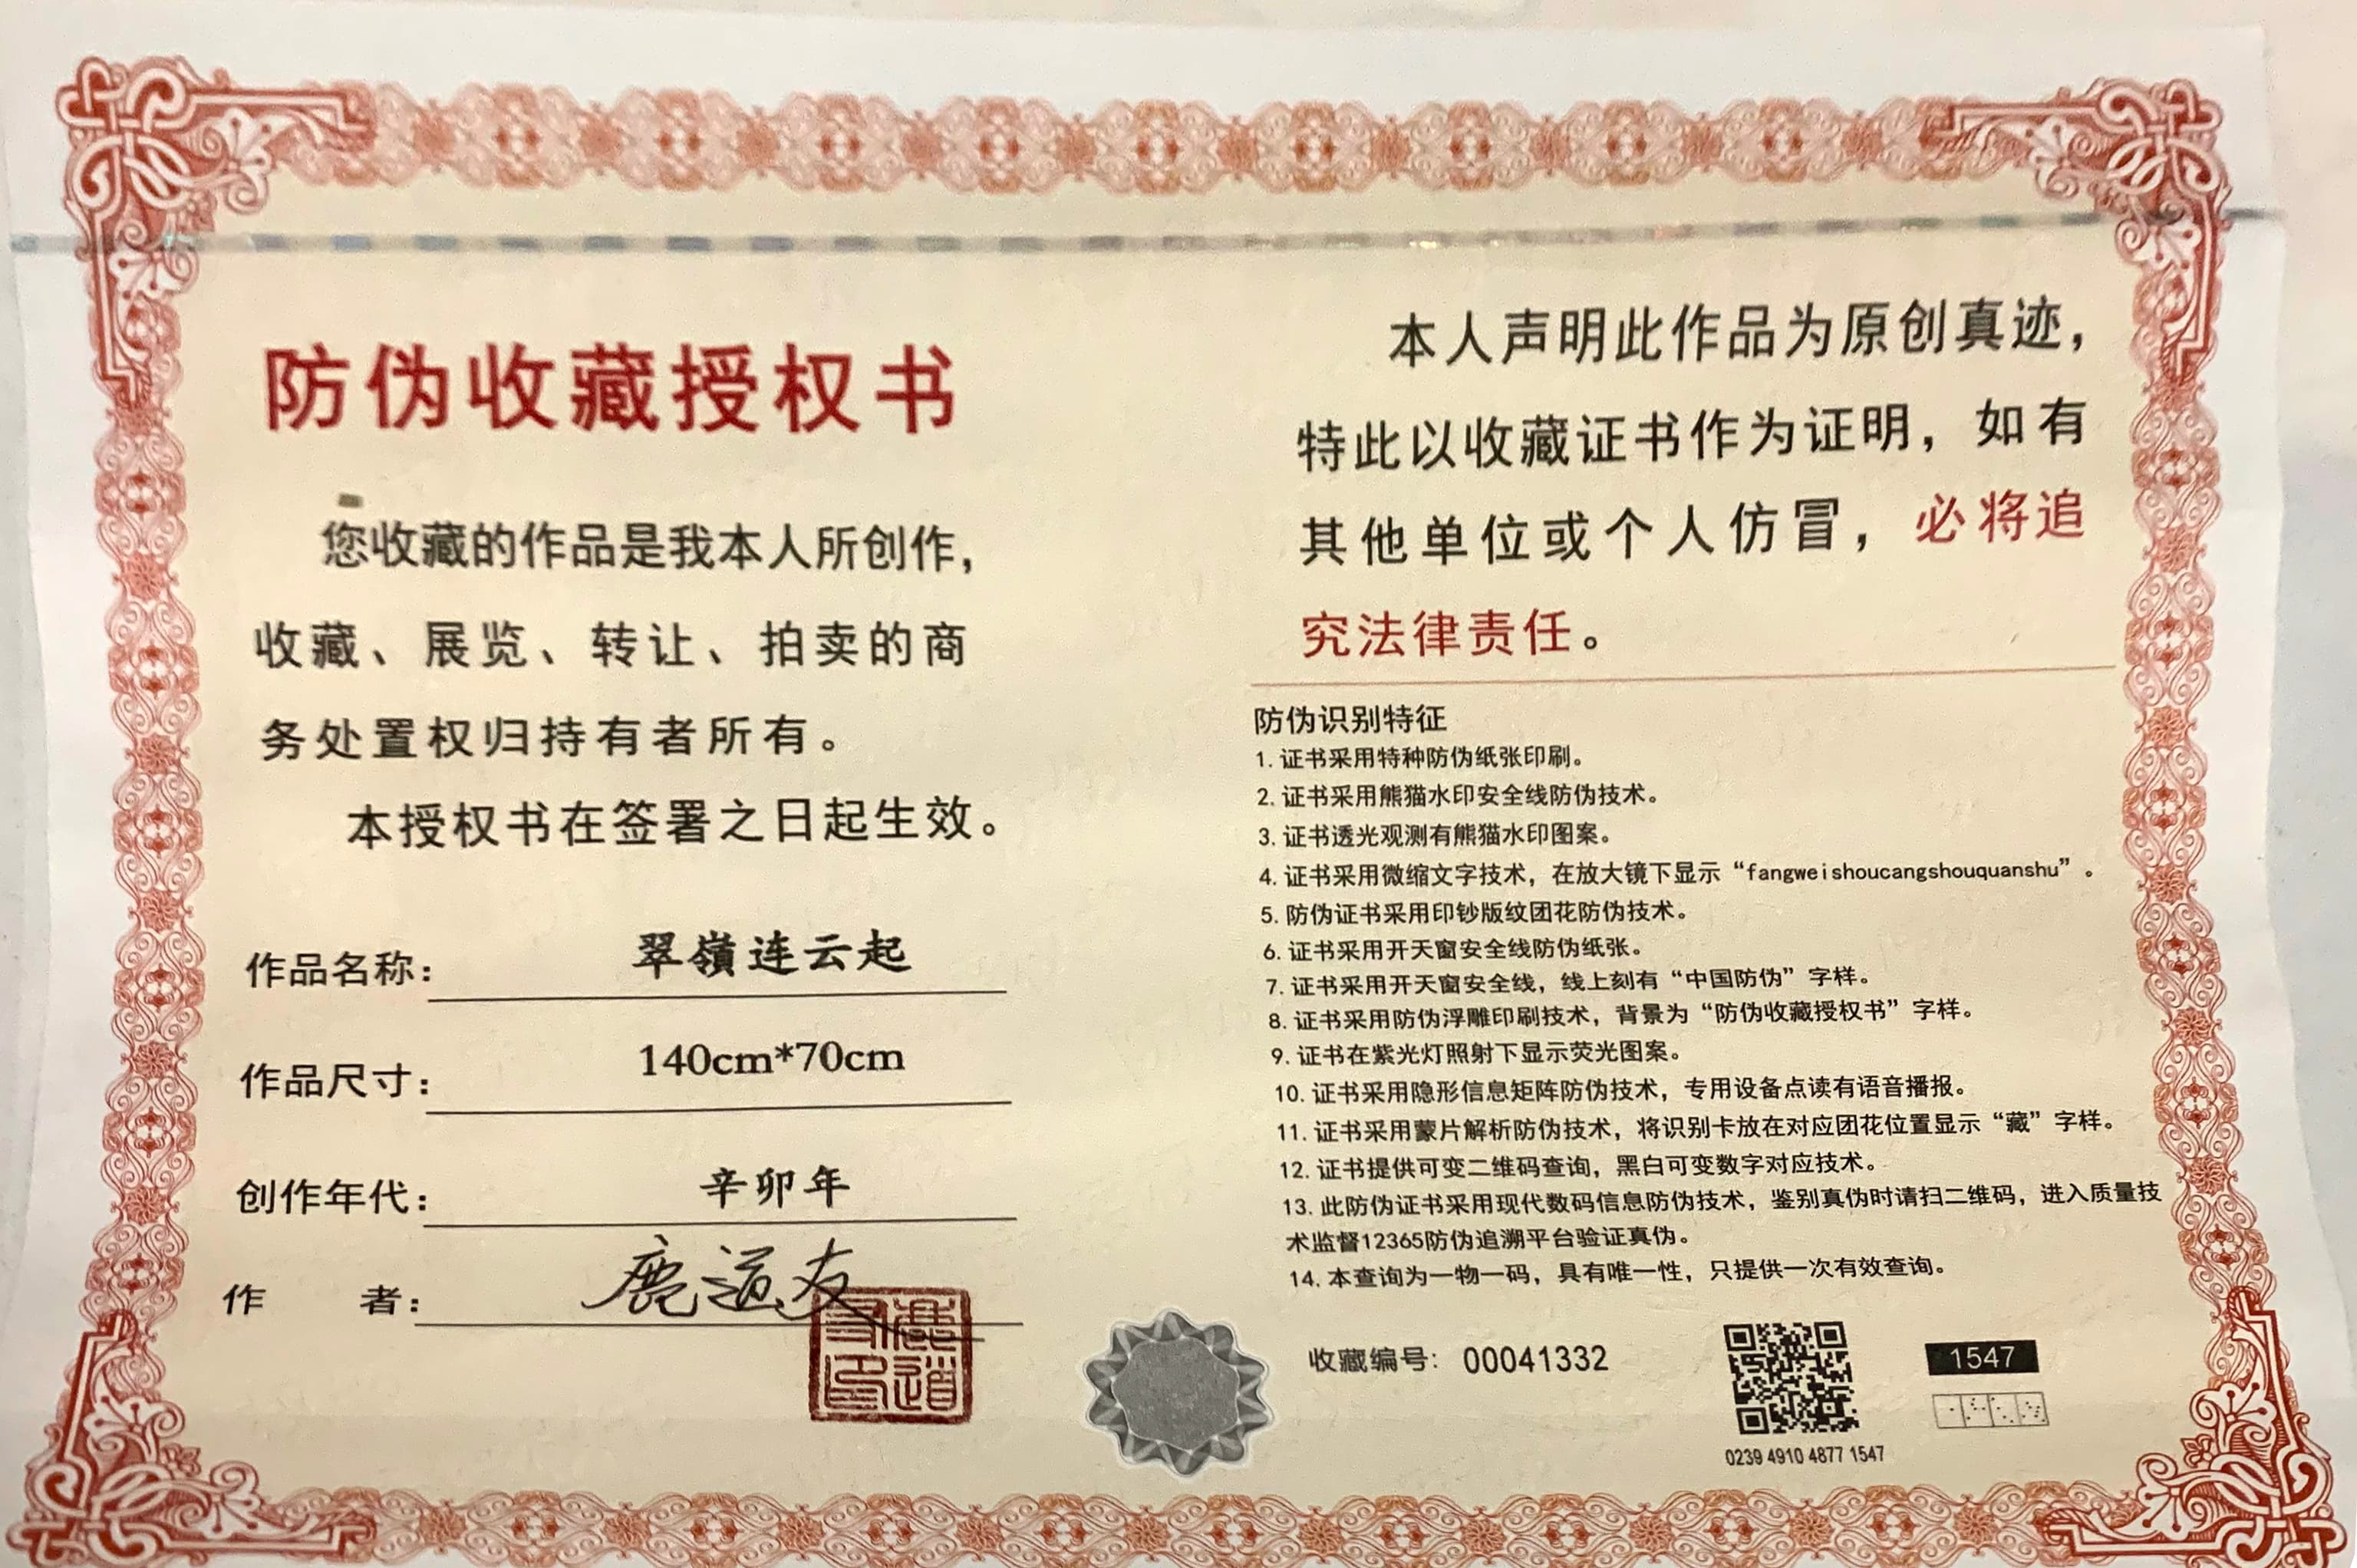 防伪收藏授权书
您收藏的作品是我本人所创作，
收藏、展览、转让、拍卖的商
务处置权归持有者所有。
本授权书在签署之日起生效。
作品名称： 翠嶺连云起
作品尺寸： 140cm*70cm
创作年代： 辛卯年
作 者： 鹿道友
鹿道友印
本人声明此作品为原创真迹，
特此以收藏证书作为证明，如有
其他单位或个人仿冒，必将追
究法律责任。
防伪识别特征
1. 证书采用特种防伪纸张印刷。
2. 证书采用熊猫水印安全线防伪技术。
3. 证书透光观测有熊猫水印图案。
4. 证书采用微缩文字技术，在放大镜下显示“fangweishoucangshouquanshu”。
5. 防伪证书采用印钞版纹团花防伪技术。
6. 证书采用开天窗安全线防伪纸张。
7. 证书采用开天窗安全线，线上刻有“中国防伪”字样。
8. 证书采用防伪浮雕印刷技术，背景为“防伪收藏授权书”字样。
9. 证书在紫光灯照射下显示荧光图案。
10. 证书采用隐形信息矩阵防伪技术，专用设备点读有语音播报。
11. 证书采用蒙片解析防伪技术，将识别卡放在对应团花位置显示“藏”字样。
12. 证书提供可变二维码查询，黑白可变数字对应技术。
13. 此防伪证书采用现代数码信息防伪技术，鉴别真伪时请扫二维码，进入质量技
术监督12365防伪追溯平台验证真伪。
14. 本查询为一物一码，具有唯一性，只提供一次有效查询。
收藏编号：00041332
1547
0239 4910 4877 1547